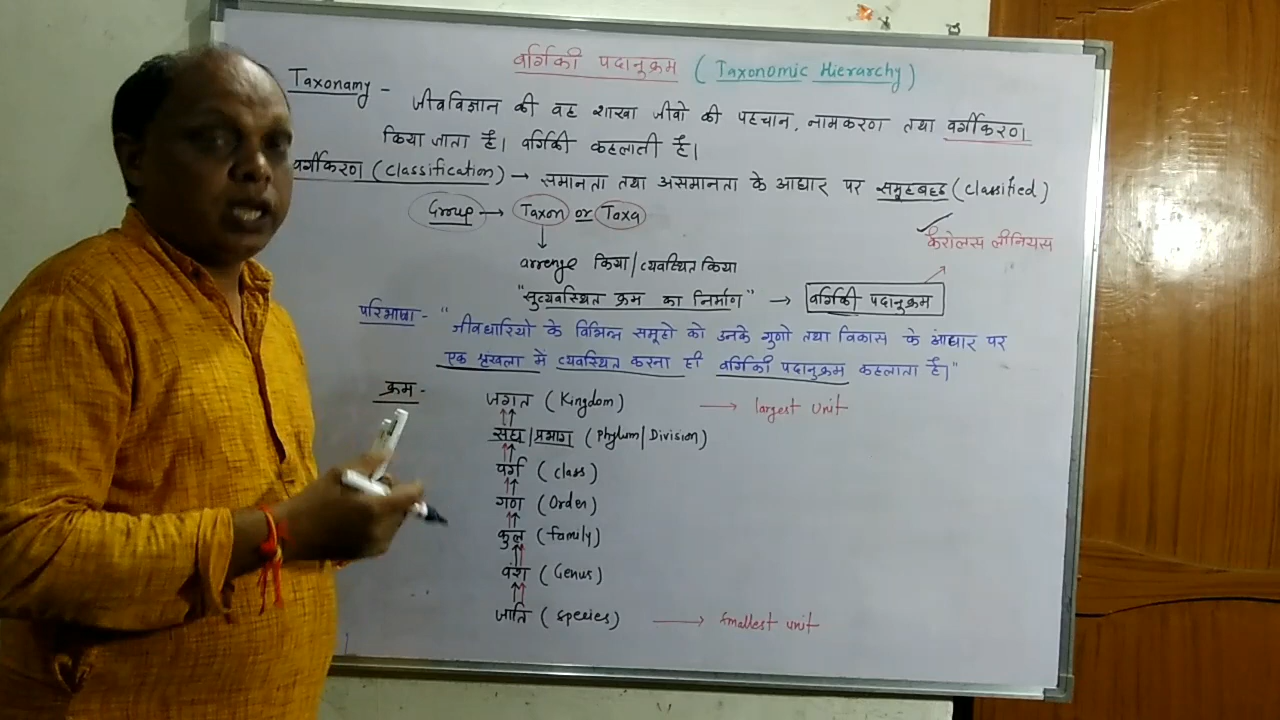 वर्गिकी पदानुक्रम (Taxonomic Hierarchy)
Taxonamy - जीवविज्ञान की वह शाखा जीवो की पहचान, नामकरण तथा वर्गीकरण
किया जाता है। वर्गिकी कहलाती है।
वर्गीकरण (classification) → समानता तथा असमानता के आधार पर समूहबद्ध (classified)
Group → Taxon or Taxa
कैरोलस लीनियस
↓
arrenge किया/व्यवस्थित किया
"सुव्यवस्थित क्रम का निर्माण" → वर्गिकी पदानुक्रम
परिभाषा - "जीवधारियो के विभिन्न समूहो को उनके गुणो तथा विकास के आधार पर
एक श्रृखला में व्यवस्थित करना ही वर्गिकी पदानुक्रम कहलाता है।"
क्रम -
जगत (Kingdom) → largest unit
↑↑
संघ/प्रभाग (Phylum/Division)
↑↑
वर्ग (class)
↑↑
गण (Order)
↑↑
कुल (family)
↑↑
वंश (Genus)
↑↑
जाति (species) → smallest unit